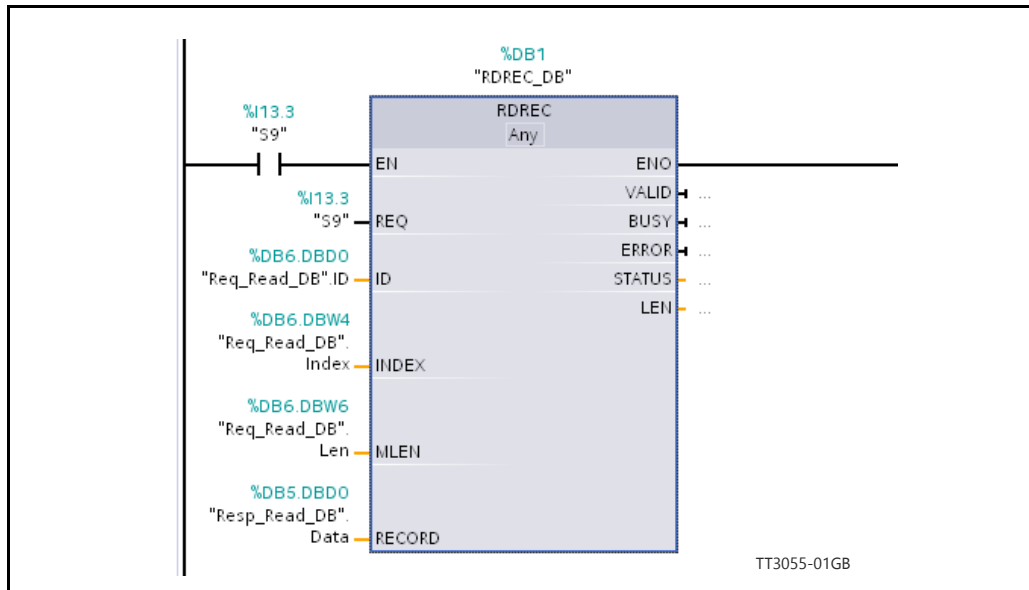 %DB1
"RDREC_DB"
RDREC
Any
%I13.3
"S9"
EN
ENO
%I13.3
"S9"
REQ
VALID ...
BUSY ...
%DB6.DBD0
"Req_Read_DB".ID
ID
ERROR ...
STATUS ...
LEN ...
%DB6.DBW4
"Req_Read_DB".
Index
INDEX
%DB6.DBW6
"Req_Read_DB".
Len
MLEN
%DB5.DBD0
"Resp_Read_DB".
Data
RECORD
TT3055-01GB